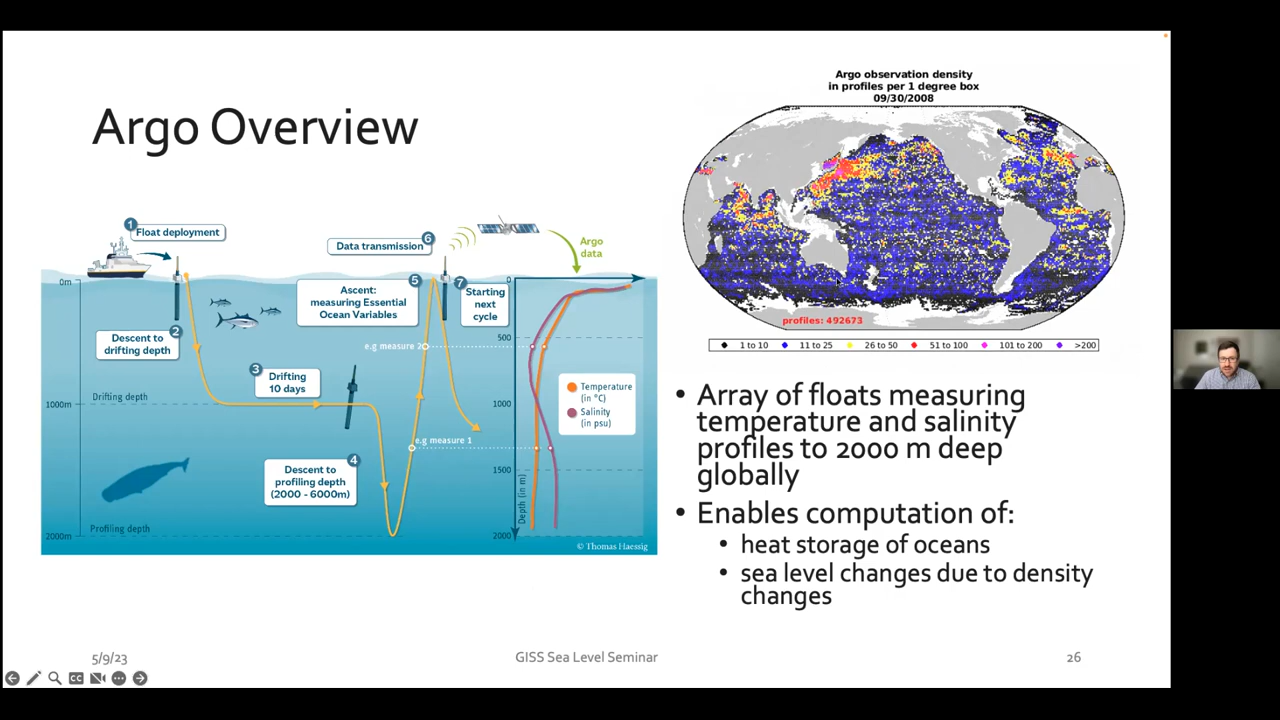 Argo Overview
Argo observation density
in profiles per 1 degree box
09/30/2008
profiles: 492673
1 to 10
11 to 25
26 to 50
51 to 100
101 to 200
>200
1
Float deployment
Descent to
drifting depth
2
3
Drifting
10 days
4
Descent to
profiling depth
(2000 - 6000m)
5
Ascent:
measuring Essential
Ocean Variables
6
Data transmission
7
Starting
next
cycle
Argo
data
0m
Drifting depth
1000m
Profiling depth
2000m
e.g measure 2
e.g measure 1
0
500
1000
1500
2000
Depth (in m)
Temperature
(in °C)
Salinity
(in psu)
© Thomas Haessig
• Array of floats measuring
temperature and salinity
profiles to 2000 m deep
globally
• Enables computation of:
• heat storage of oceans
• sea level changes due to density
changes
5/9/23
GISS Sea Level Seminar
26
CC